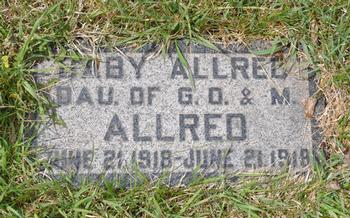 BABY ALLRED
DAU. OF G. O. & M.
ALLRED
JUNE 21, 1918 - JUNE 21, 1918